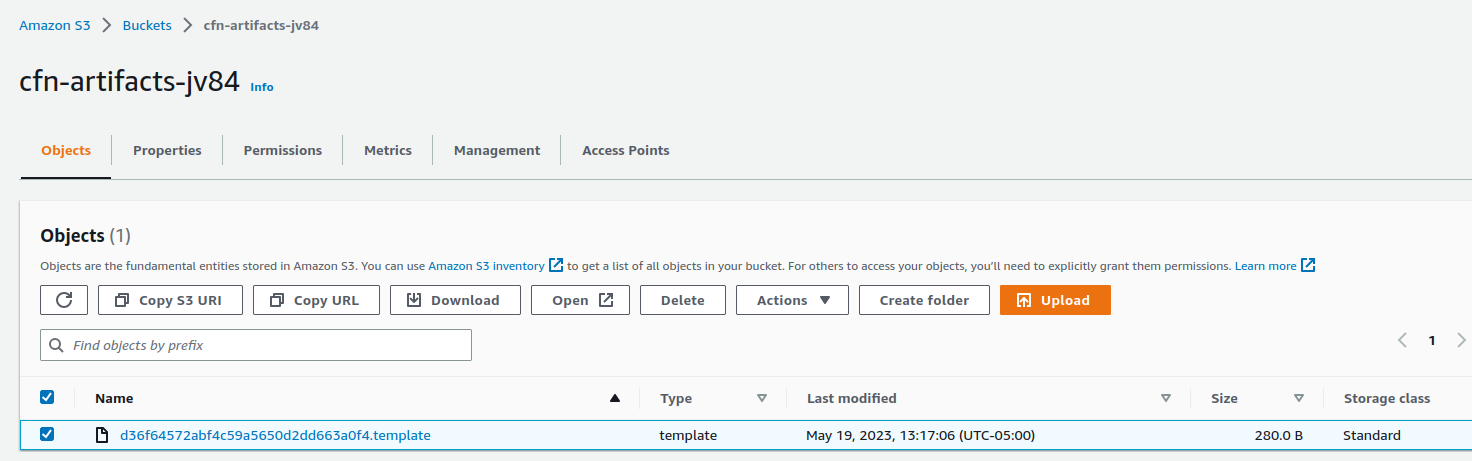 Amazon S3 > Buckets > cfn-artifacts-jv84
cfn-artifacts-jv84 Info
Objects Properties Permissions Metrics Management Access Points
Objects (1)
Objects are the fundamental entities stored in Amazon S3. You can use Amazon S3 inventory to get a list of all objects in your bucket. For others to access your objects, you’ll need to explicitly grant them permissions. Learn more
Copy S3 URI Copy URL Download Open Delete Actions Create folder Upload
Find objects by prefix 1
Name Type Last modified Size Storage class
d36f64572abf4c59a5650d2dd663a0f4.template template May 19, 2023, 13:17:06 (UTC-05:00) 280.0 B Standard